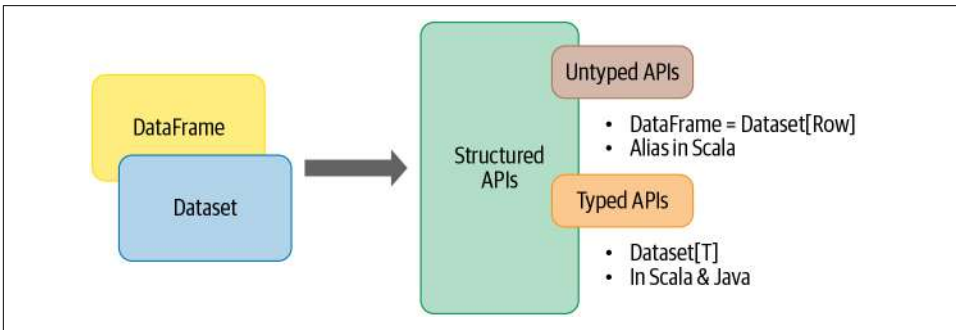 DataFrame
Dataset
Structured
APIs
Untyped APIs
• DataFrame = Dataset[Row]
• Alias in Scala
Typed APIs
• Dataset[T]
• In Scala & Java